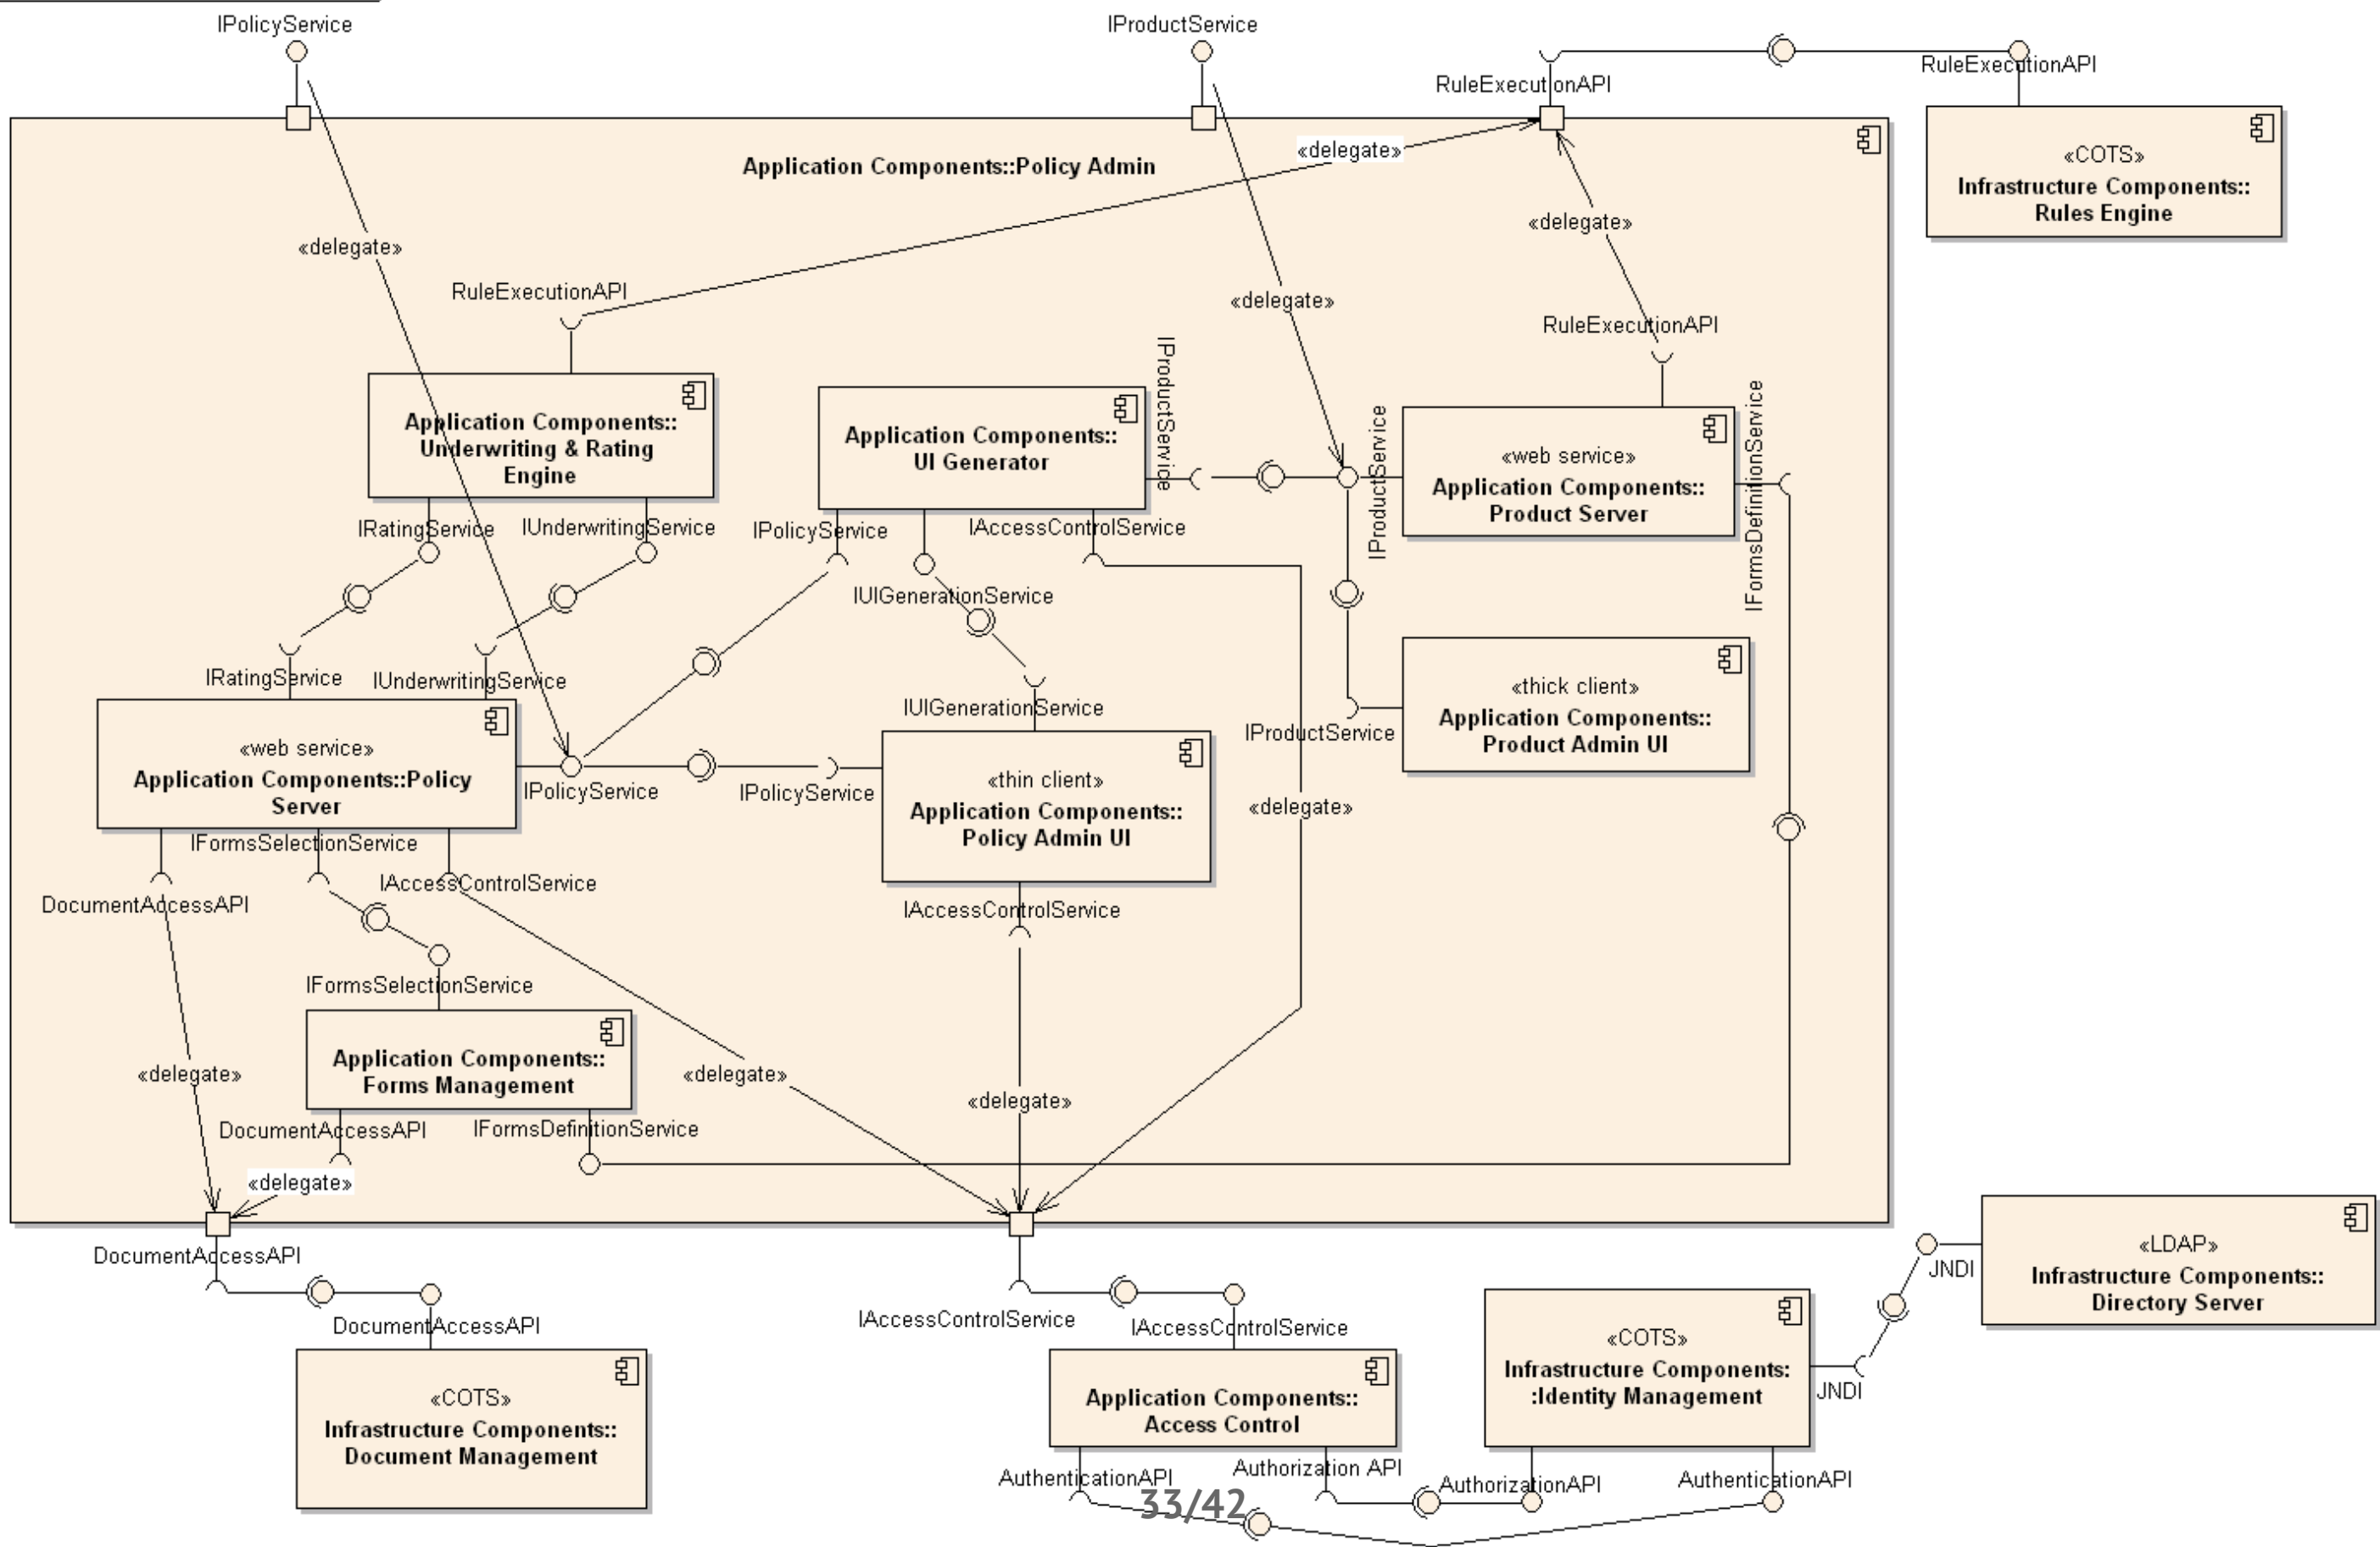 IPolicyService
IProductService
RuleExecutionAPI
RuleExecutionAPI
«delegate»
Application Components::Policy Admin
«COTS»
Infrastructure Components::
Rules Engine
«delegate»
«delegate»
RuleExecutionAPI
«delegate»
RuleExecutionAPI
IProductService
Application Components::
Underwriting & Rating
Engine
Application Components::
UI Generator
IProductService
«web service»
Application Components::
Product Server
IFormsDefinitionService
IRatingService
IUnderwritingService
IPolicyService
IAccessControlService
IUIGenerationService
IRatingService
IUnderwritingService
IUIGenerationService
«thick client»
Application Components::
Product Admin UI
IProductService
«web service»
Application Components::Policy
Server
IPolicyService
IPolicyService
«thin client»
Application Components::
Policy Admin UI
«delegate»
IFormsSelectionService
IAccessControlService
DocumentAccessAPI
IAccessControlService
IFormsSelectionService
Application Components::
Forms Management
«delegate»
«delegate»
«delegate»
DocumentAccessAPI
IFormsDefinitionService
«delegate»
DocumentAccessAPI
«LDAP»
Infrastructure Components::
Directory Server
JNDI
DocumentAccessAPI
IAccessControlService
IAccessControlService
«COTS»
Infrastructure Components:
:Identity Management
JNDI
«COTS»
Infrastructure Components::
Document Management
Application Components::
Access Control
AuthenticationAPI
Authorization API
AuthorizationAPI
AuthenticationAPI
33/42